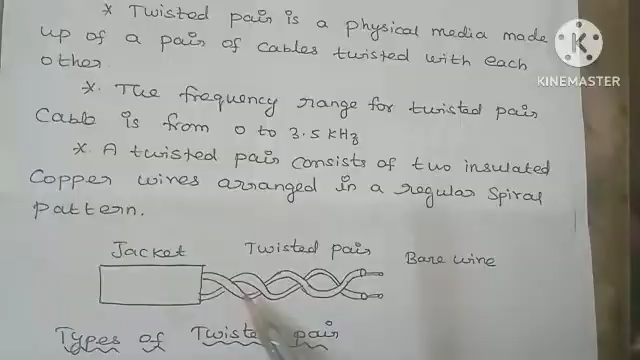 * Twisted pair is a physical media made
up of a pair of cables twisted with each
other.
*. The frequency range for twisted pair
Cable is from 0 to 3.5 KHz
*. A twisted pair consists of two insulated
Copper wires arranged in a regular Spiral
pattern.
Jacket Twisted pair Bare wire
Types of Twisted pair
K
KINEMASTER